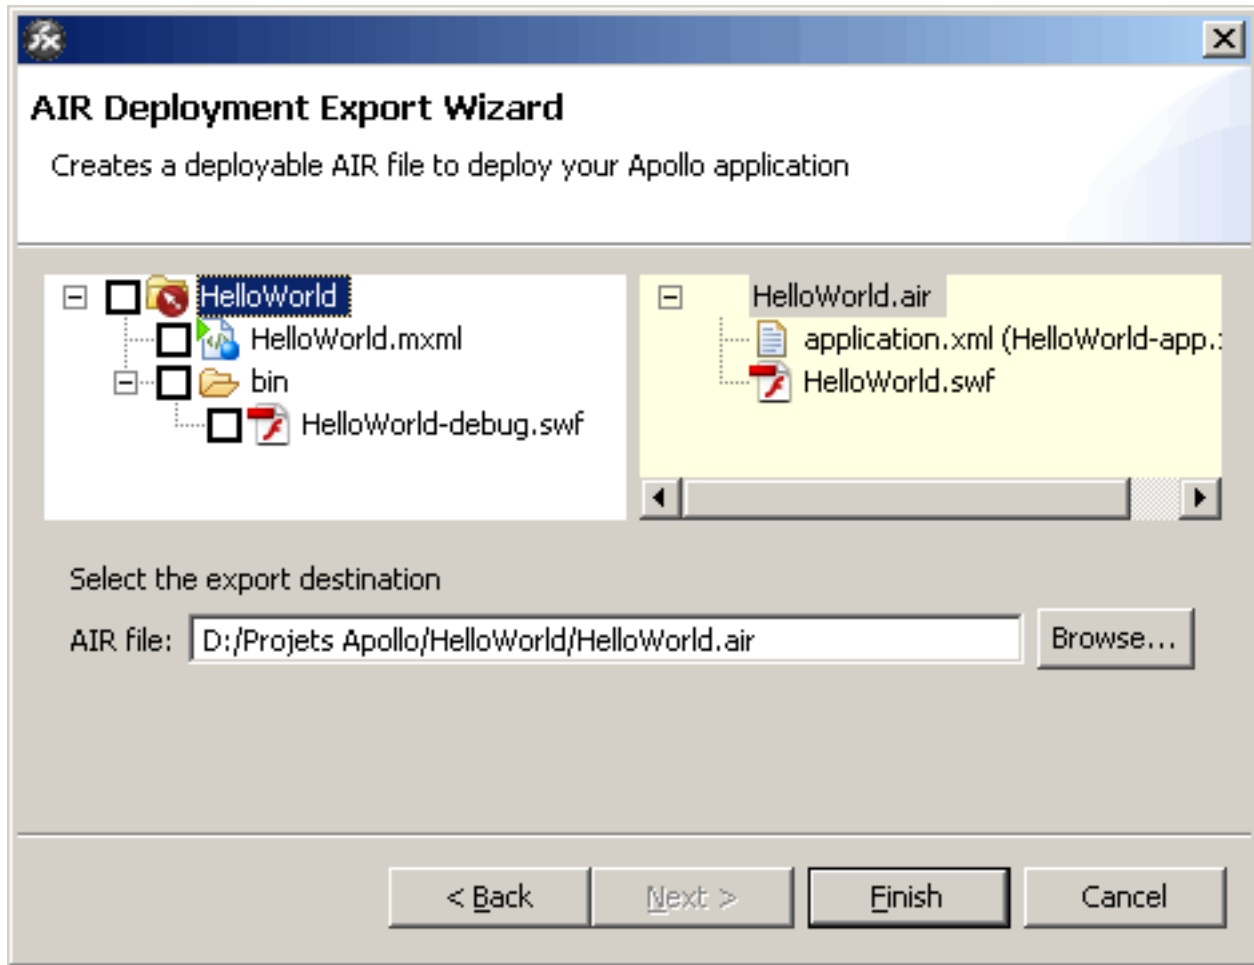 AIR Deployment Export Wizard
Creates a deployable AIR file to deploy your Apollo application
HelloWorld
HelloWorld.mxml
bin
HelloWorld-debug.swf
HelloWorld.air
application.xml (HelloWorld-app.
HelloWorld.swf
Select the export destination
AIR file: D:/Projets Apollo/HelloWorld/HelloWorld.air Browse...
< Back Next > Finish Cancel